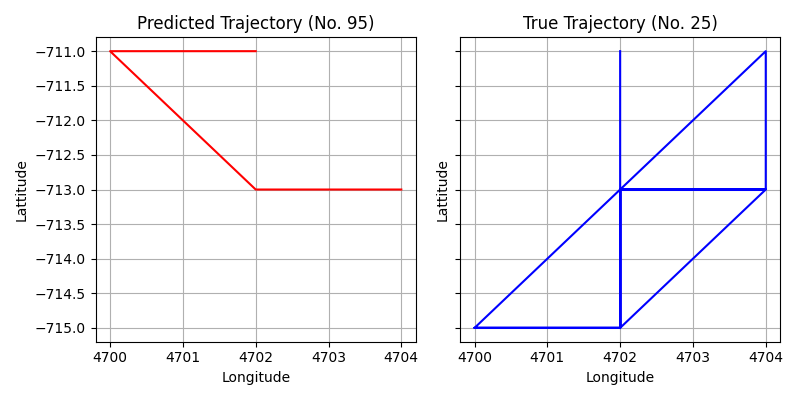 Predicted Trajectory (No. 95)
−711.0
−711.5
−712.0
−712.5
−713.0
−713.5
−714.0
−714.5
−715.0
Lattitude
4700 4701 4702 4703 4704
Longitude
True Trajectory (No. 25)
Lattitude
4700 4701 4702 4703 4704
Longitude